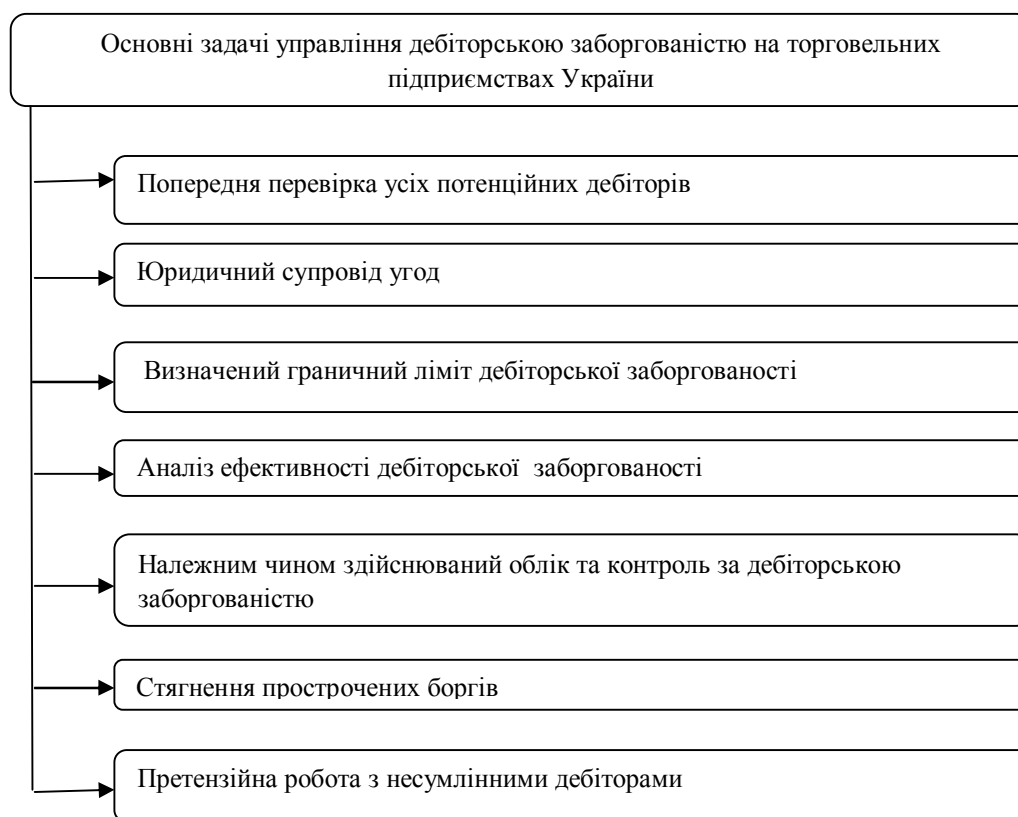 Основні задачі управління дебіторською заборгованістю на торговельних
підприємствах України
Попередня перевірка усіх потенційних дебіторів
Юридичний супровід угод
Визначений граничний ліміт дебіторської заборгованості
Аналіз ефективності дебіторської заборгованості
Належним чином здійснюваний облік та контроль за дебіторською
заборгованістю
Стягнення прострочених боргів
Претензійна робота з несумлінними дебіторами